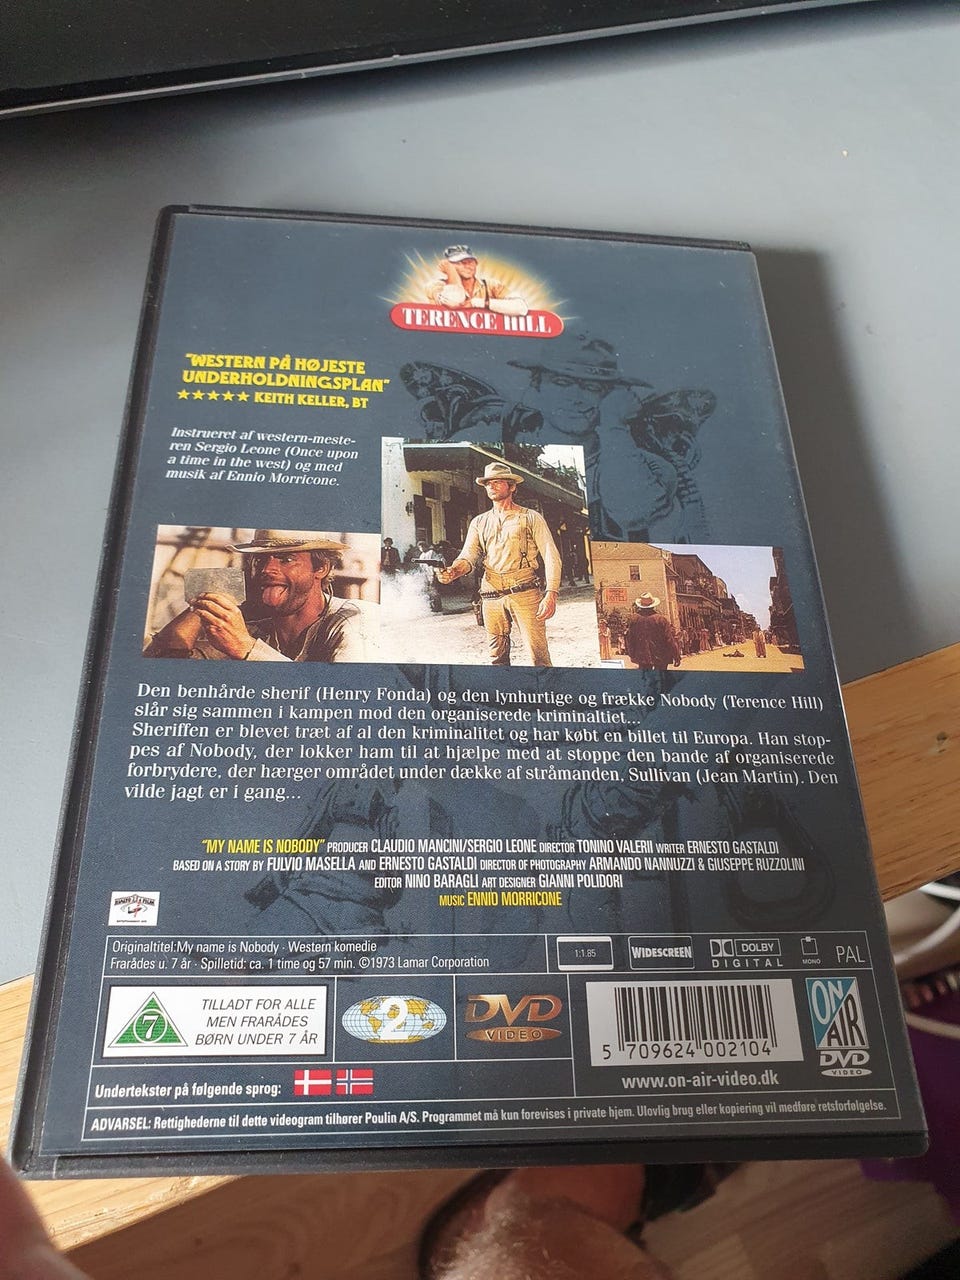 TERENCE HILL
"WESTERN PÅ HØJESTE
UNDERHOLDNINGSPLAN"
★★★★★ KEITH KELLER, BT
Instrueret af western-meste-
ren Sergio Leone (Once upon
a time in the west) og med
musik af Ennio Morricone.
Den benhårde sherif (Henry Fonda) og den lynhurtige og frække Nobody (Terence Hill)
slår sig sammen i kampen mod den organiserede kriminaltiet...
Sheriffen er blevet træt af al den kriminalitet og har købt en billet til Europa. Han stop-
pes af Nobody, der lokker ham til at hjælpe med at stoppe den bande af organiserede
forbrydere, der hærger området under dække af stråmanden, Sullivan (Jean Martin). Den
vilde jagt er i gang...
"MY NAME IS NOBODY" PRODUCER CLAUDIO MANCINI/SERGIO LEONE DIRECTOR TONINO VALERII WRITER ERNESTO GASTALDI
BASED ON A STORY BY FULVIO MASELLA AND ERNESTO GASTALDI DIRECTOR OF PHOTOGRAPHY ARMANDO NANNUZZI & GIUSEPPE RUZZOLINI
EDITOR NINO BARAGLI ART DESIGNER GIANNI POLIDORI
MUSIC ENNIO MORRICONE
Originaltitel:My name is Nobody · Western komedie
Frarådes u. 7 år · Spilletid: ca. 1 time og 57 min. ©1973 Lamar Corporation
1:1.85
WIDESCREEN
DOLBY
DIGITAL
MONO
PAL
7
TILLADT FOR ALLE
MEN FRARÅDES
BØRN UNDER 7 ÅR
2
DVD
VIDEO
5 709624 002104
www.on-air-video.dk
ON
AIR
DVD
VIDEO
Undertekster på følgende sprog:
ADVARSEL: Rettighederne til dette videogram tilhører Poulin A/S. Programmet må kun forevises i private hjem. Ulovlig brug eller kopiering vil medføre retsforfølgelse.